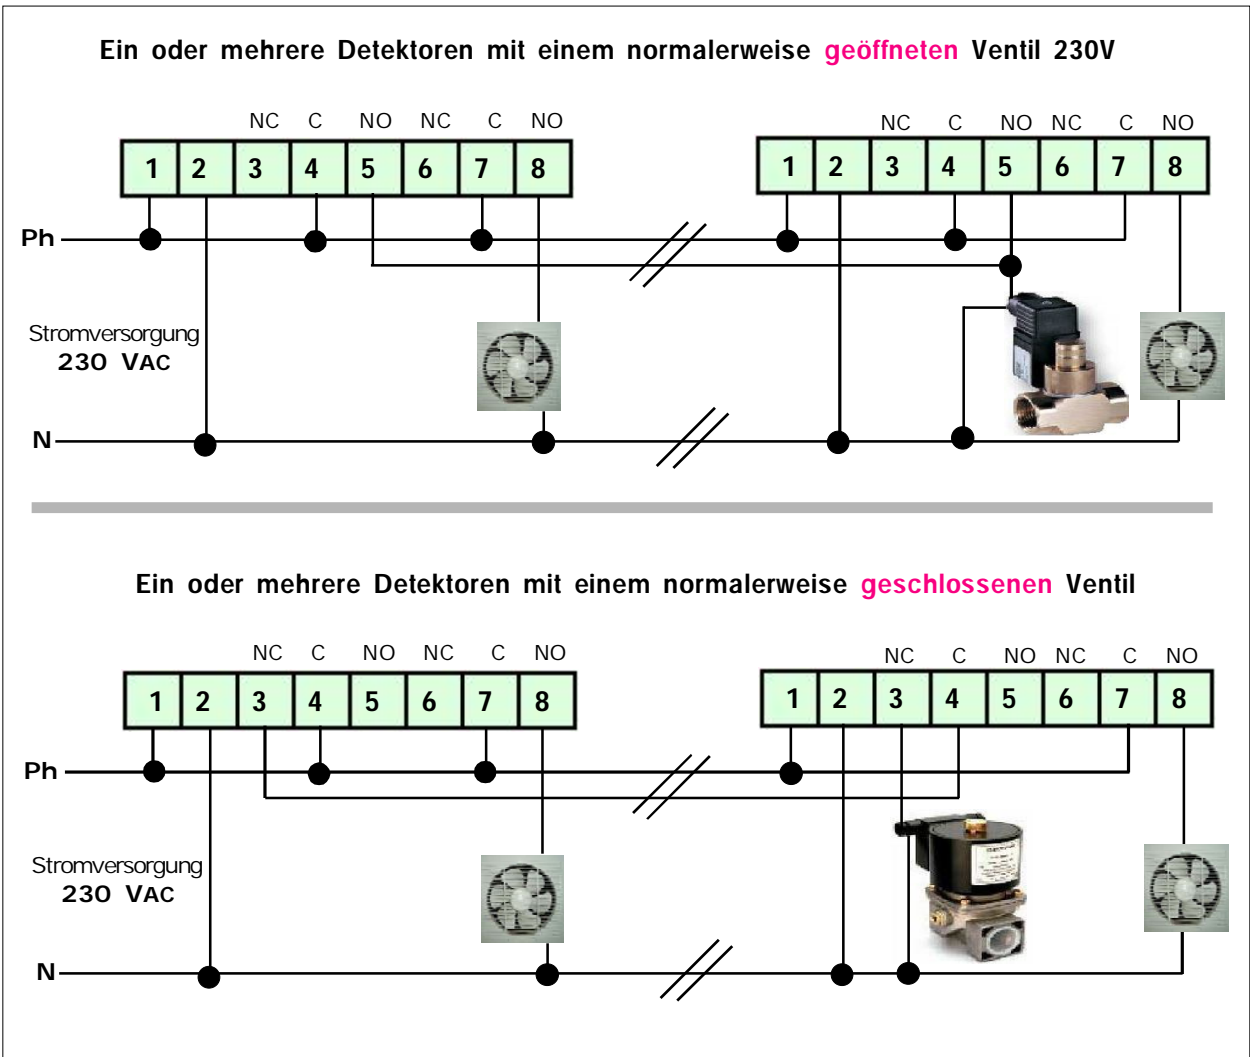 Ein oder mehrere Detektoren mit einem normalerweise geöffneten Ventil 230V
NC C NO NC C NO
1 2 3 4 5 6 7 8
NC C NO NC C NO
1 2 3 4 5 6 7 8
Ph
Stromversorgung
230 VAC
N
Ein oder mehrere Detektoren mit einem normalerweise geschlossenen Ventil
NC C NO NC C NO
1 2 3 4 5 6 7 8
NC C NO NC C NO
1 2 3 4 5 6 7 8
Ph
Stromversorgung
230 VAC
N